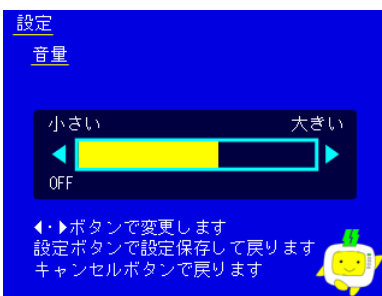 設定
音量
小さい 大きい
OFF
◀・▶ボタンで変更します
設定ボタンで設定保存して戻ります
キャンセルボタンで戻ります